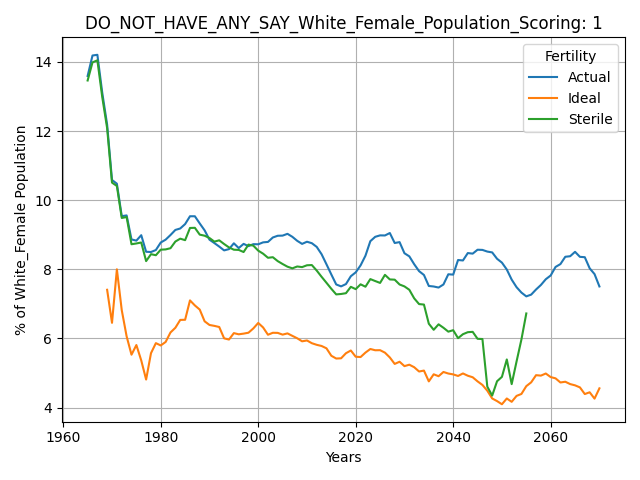 DO_NOT_HAVE_ANY_SAY_White_Female_Population_Scoring: 1
Fertility
Actual
Ideal
Sterile
% of White_Female Population
14
12
10
8
6
4
1960
1980
2000
2020
2040
2060
Years